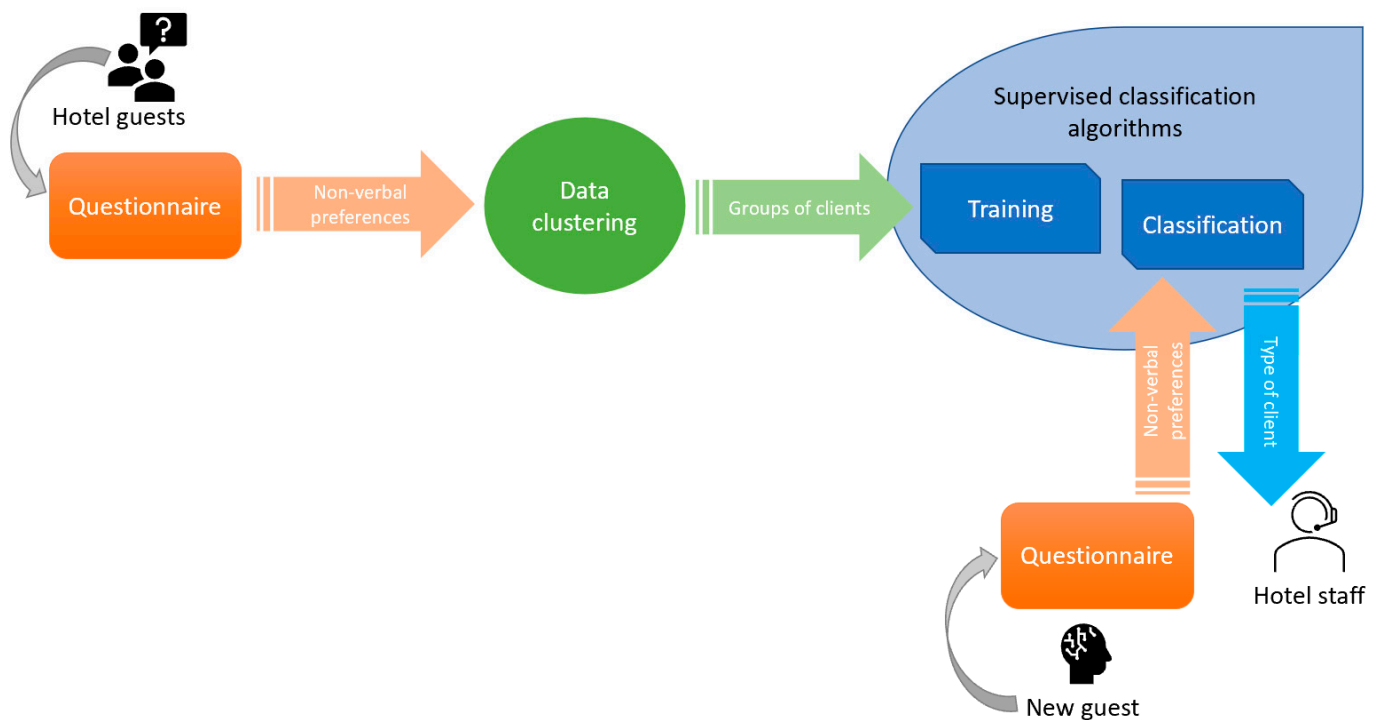 ?
Hotel guests
Questionnaire
Non-verbal
preferences
Data
clustering
Groups of clients
Supervised classification
algorithms
Training
Classification
Non-verbal
preferences
Type of client
Questionnaire
Hotel staff
New guest